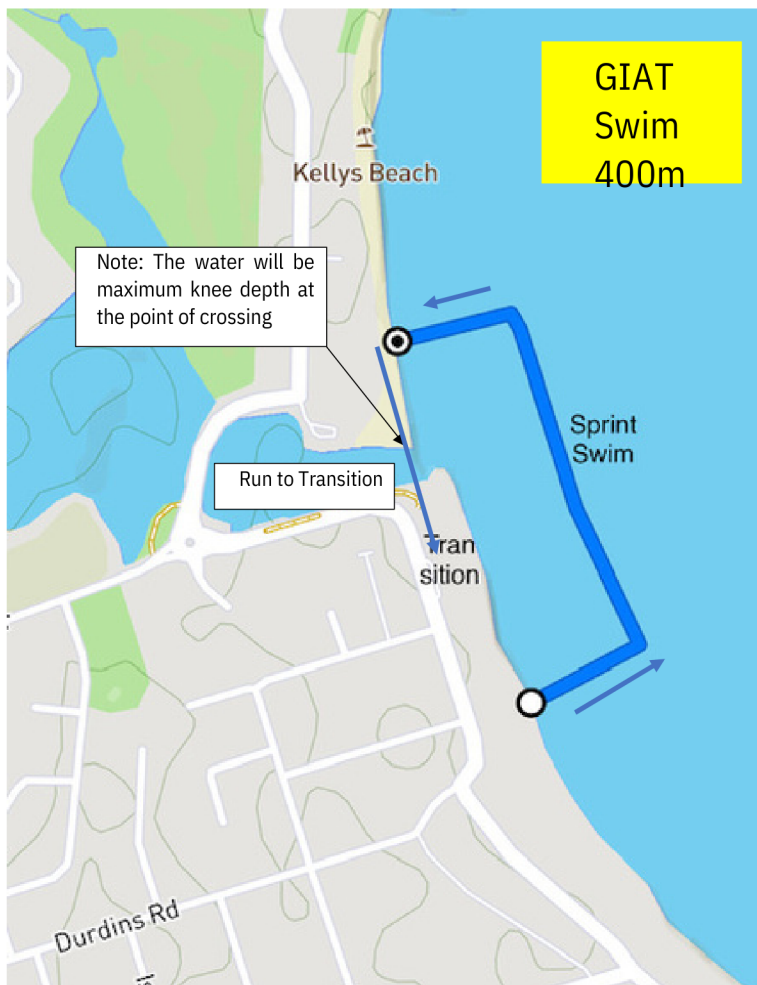 GIAT
Swim
400m
Kellys Beach
Note: The water will be
maximum knee depth at
the point of crossing
Sprint
Swim
Run to Transition
Tran
sition
Durdins Rd